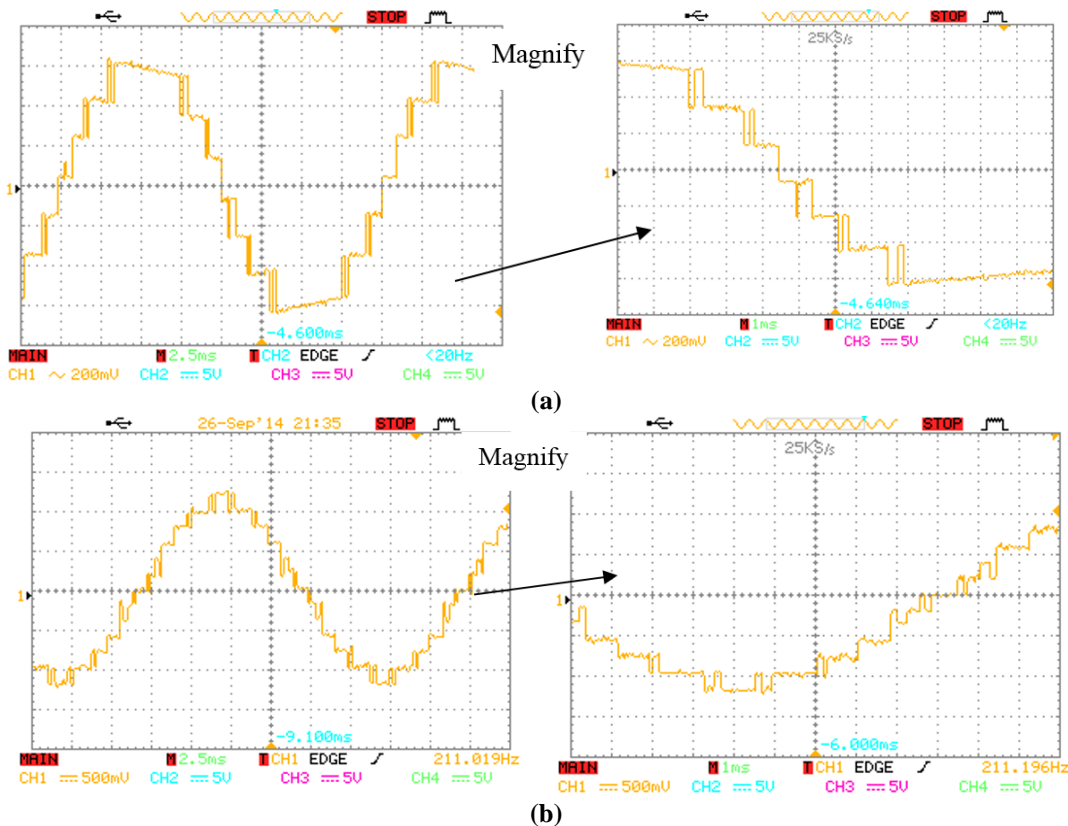 STOP
STOP
Magnify
25KS/s
1
1
-4.600ms
-4.640ms
MAIN M 2.5ms T CH2 EDGE <20Hz
MAIN M 1ms T CH2 EDGE <20Hz
CH1 200mV CH2 5V CH3 5V CH4 5V
CH1 200mV CH2 5V CH3 5V CH4 5V
(a)
26-Sep'14 21:35 STOP
STOP
Magnify
25KS/s
1
1
-9.100ms
-6.000ms
MAIN M 2.5ms T CH1 EDGE 211.019Hz
MAIN M 1ms T CH1 EDGE 211.196Hz
CH1 500mV CH2 5V CH3 5V CH4 5V
CH1 500mV CH2 5V CH3 5V CH4 5V
(b)